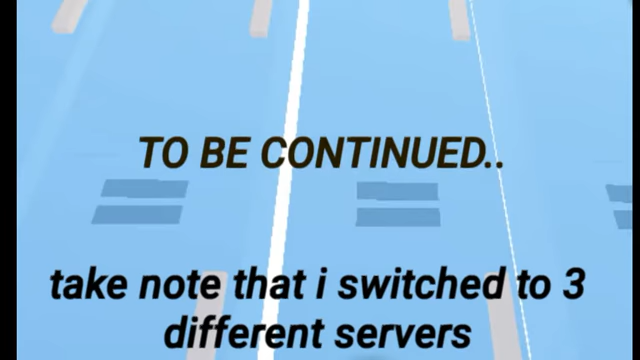 TO BE CONTINUED..
take note that i switched to 3
different servers